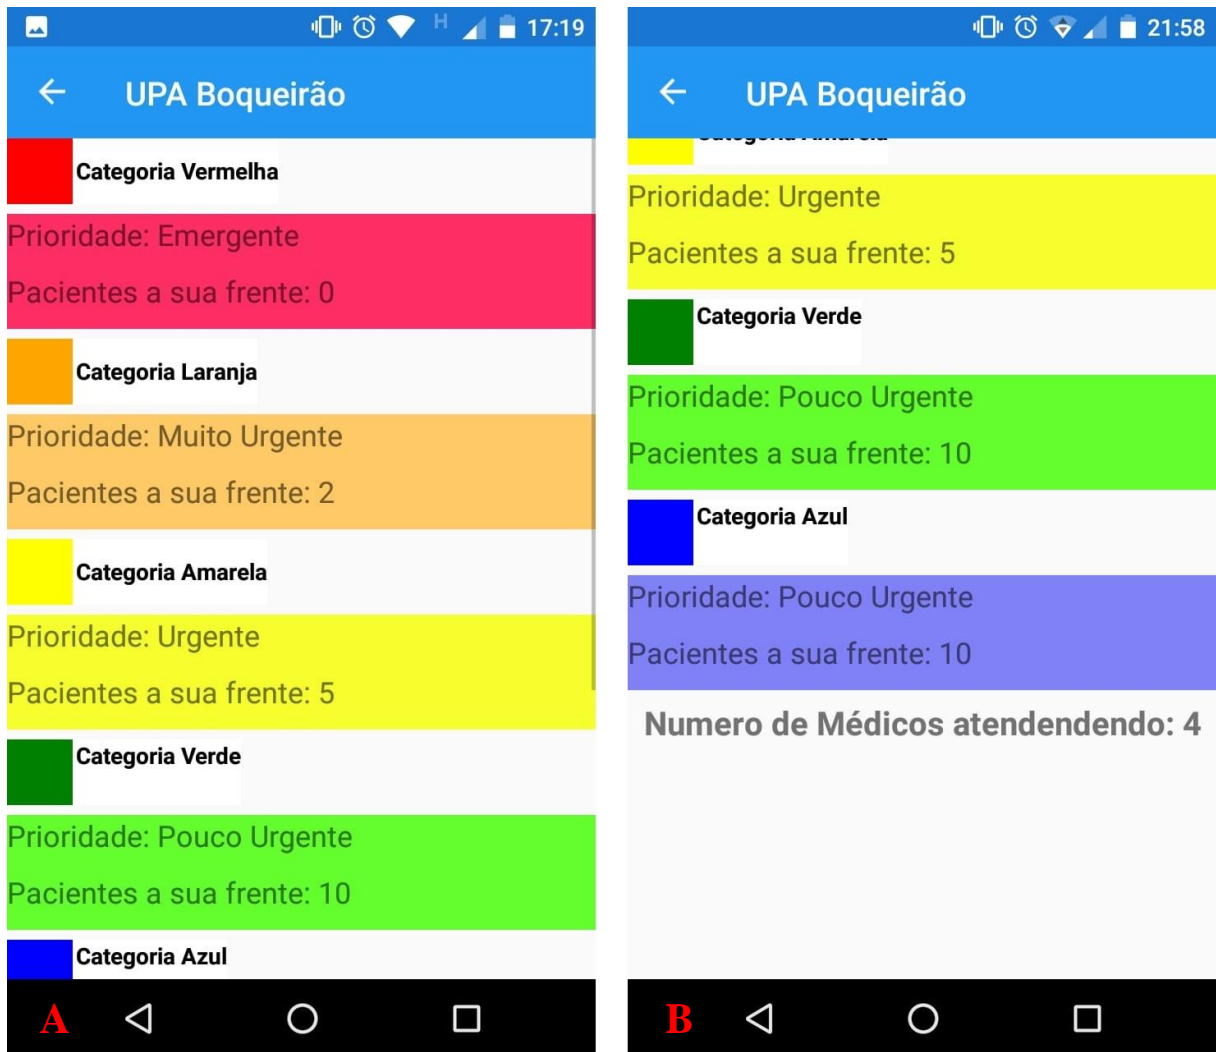 17:19
UPA Boqueirão
Categoria Vermelha
Prioridade: Emergente
Pacientes a sua frente: 0
Categoria Laranja
Prioridade: Muito Urgente
Pacientes a sua frente: 2
Categoria Amarela
Prioridade: Urgente
Pacientes a sua frente: 5
Categoria Verde
Prioridade: Pouco Urgente
Pacientes a sua frente: 10
Categoria Azul
A
H
21:58
UPA Boqueirão
Categoria Amarela
Prioridade: Urgente
Pacientes a sua frente: 5
Categoria Verde
Prioridade: Pouco Urgente
Pacientes a sua frente: 10
Categoria Azul
Prioridade: Pouco Urgente
Pacientes a sua frente: 10
Numero de Médicos atendendendo: 4
B